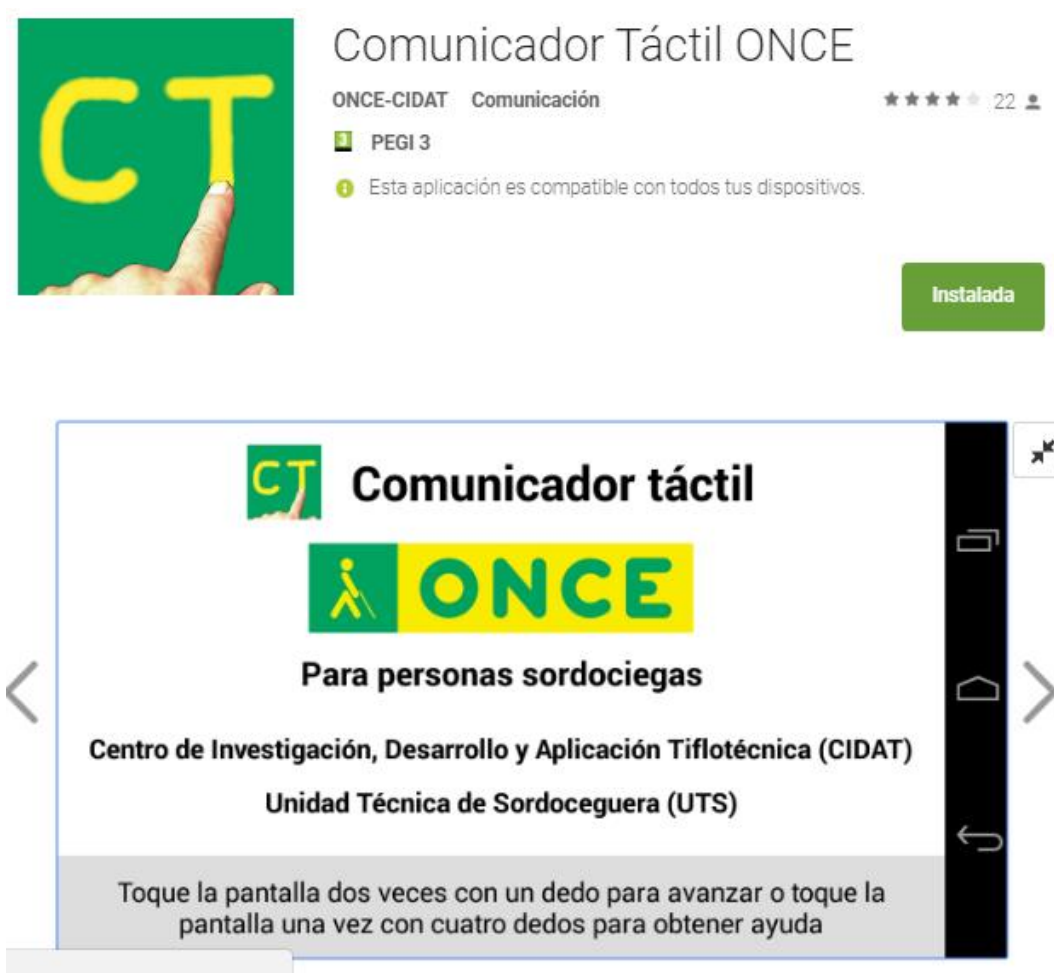 CT
Comunicador Táctil ONCE
ONCE-CIDAT Comunicación
22
3 PEGI 3
Esta aplicación es compatible con todos tus dispositivos.
Instalada
CT Comunicador táctil
ONCE
Para personas sordociegas
Centro de Investigación, Desarrollo y Aplicación Tiflotécnica (CIDAT)
Unidad Técnica de Sordoceguera (UTS)
Toque la pantalla dos veces con un dedo para avanzar o toque la
pantalla una vez con cuatro dedos para obtener ayuda